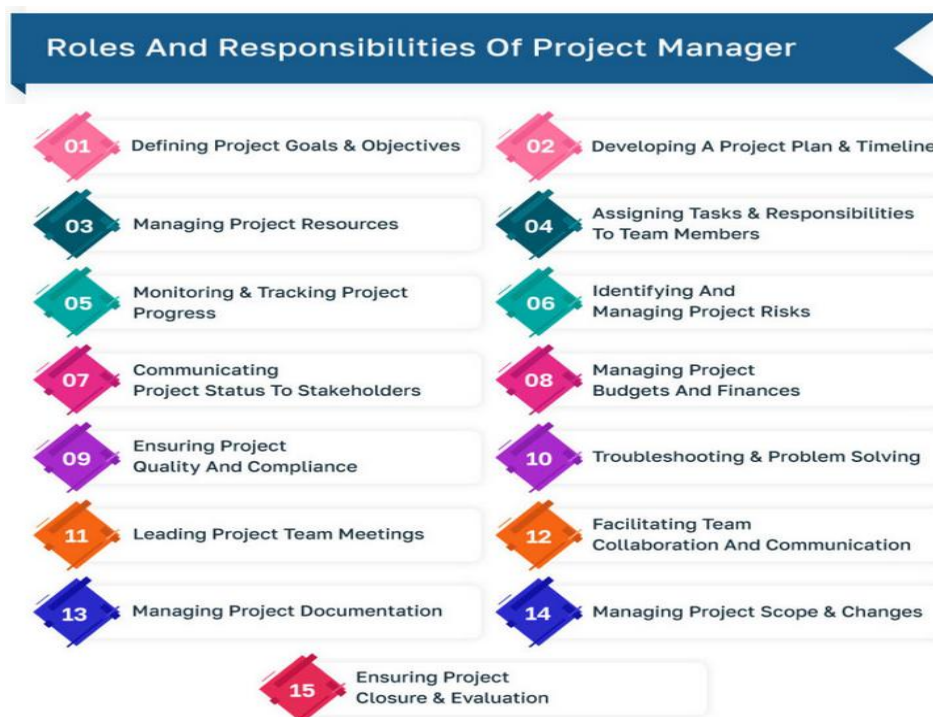 Roles And Responsibilities Of Project Manager
01
Defining Project Goals & Objectives
02
Developing A Project Plan & Timeline
03
Managing Project Resources
04
Assigning Tasks & Responsibilities
To Team Members
05
Monitoring & Tracking Project
Progress
06
Identifying And
Managing Project Risks
07
Communicating
Project Status To Stakeholders
08
Managing Project
Budgets And Finances
09
Ensuring Project
Quality And Compliance
10
Troubleshooting & Problem Solving
11
Leading Project Team Meetings
12
Facilitating Team
Collaboration And Communication
13
Managing Project Documentation
14
Managing Project Scope & Changes
15
Ensuring Project
Closure & Evaluation